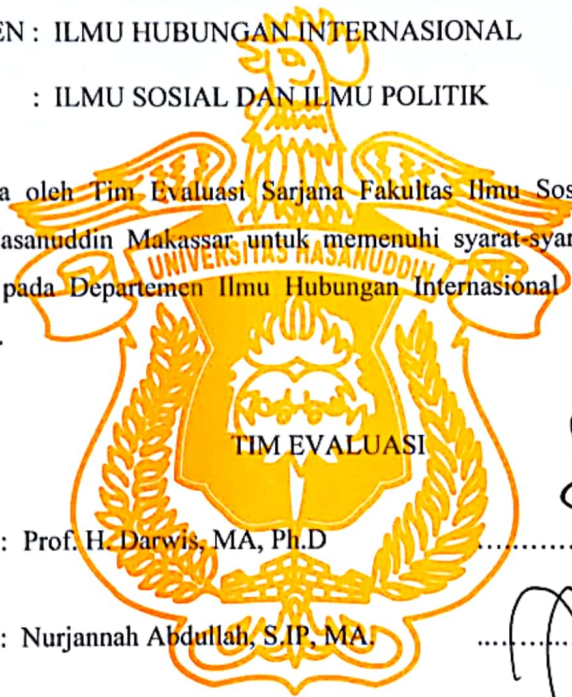 EN : ILMU HUBUNGAN INTERNASIONAL
: ILMU SOSIAL DAN ILMU POLITIK
a oleh Tim Evaluasi Sarjana Fakultas Ilmu Sos
asanuddin Makassar untuk memenuhi syarat-syar
UNIVERSITAS HASANUDDIN
pada Departemen Ilmu Hubungan Internasional
TIM EVALUASI
: Prof. H. Darwis, MA, Ph.D ............
: Nurjannah Abdullah, S.IP, MA. ............